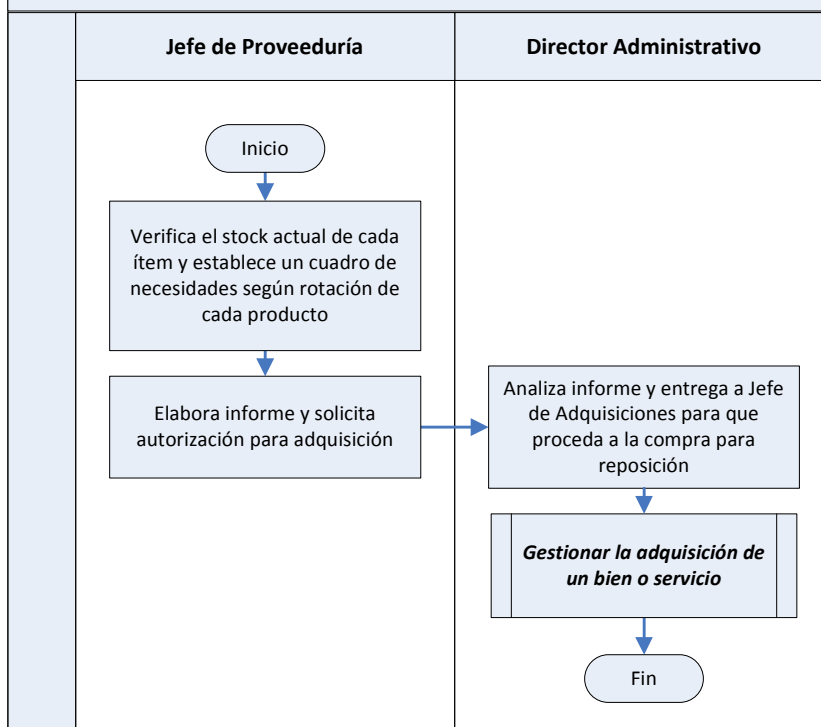 Jefe de Proveeduría
Director Administrativo
Inicio
Verifica el stock actual de cada
ítem y establece un cuadro de
necesidades según rotación de
cada producto
Elabora informe y solicita
autorización para adquisición
Analiza informe y entrega a Jefe
de Adquisiciones para que
proceda a la compra para
reposición
Gestionar la adquisición de
un bien o servicio
Fin